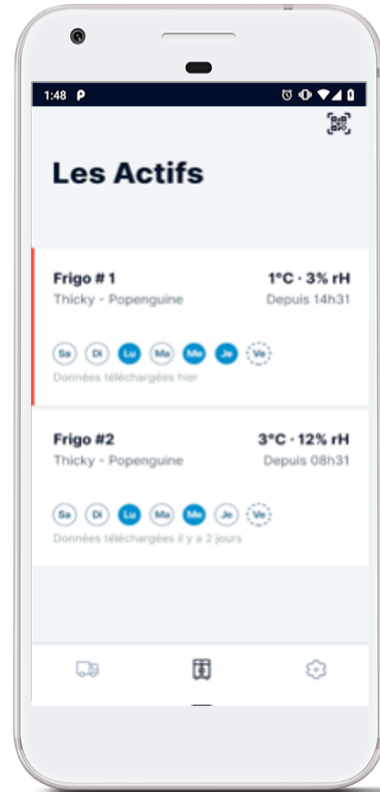 1:48
Les Actifs
Frigo # 1 1°C · 3% rH
Thicky - Popenguine Depuis 14h31
Sa Di Lu Ma Me Je Ve
Données téléchargées hier
Frigo #2 3°C · 12% rH
Thicky - Popenguine Depuis 08h31
Sa Di Lu Ma Me Je Ve
Données téléchargées il y a 2 jours